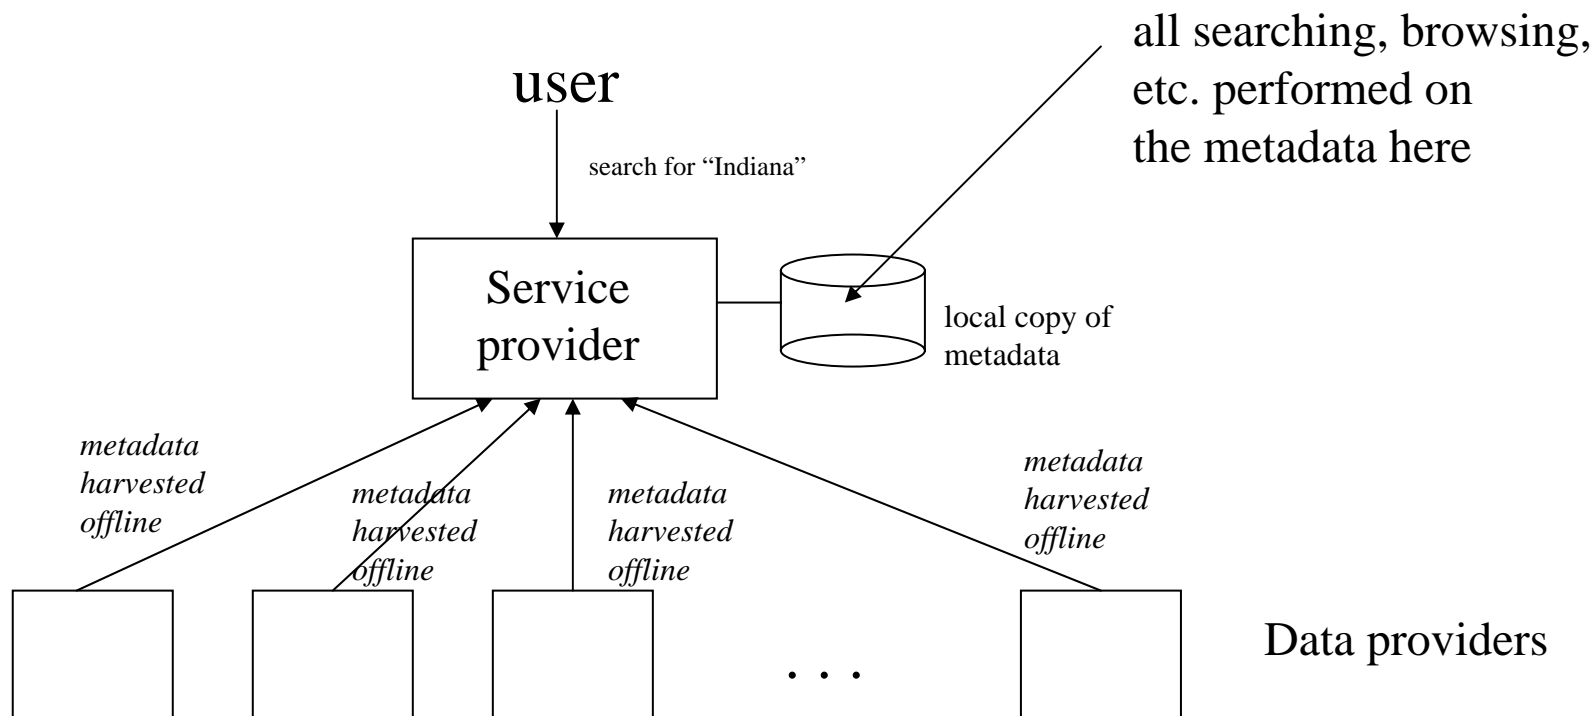 all searching, browsing,
etc. performed on
the metadata here
user
search for “Indiana”
Service
provider
local copy of
metadata
metadata
harvested
offline
metadata
harvested
offline
metadata
harvested
offline
metadata
harvested
offline
. . .
Data providers